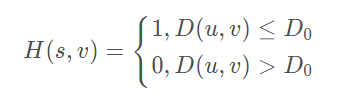 H(s, v) = { 1, D(u, v) ≤ D₀
0, D(u, v) > D₀